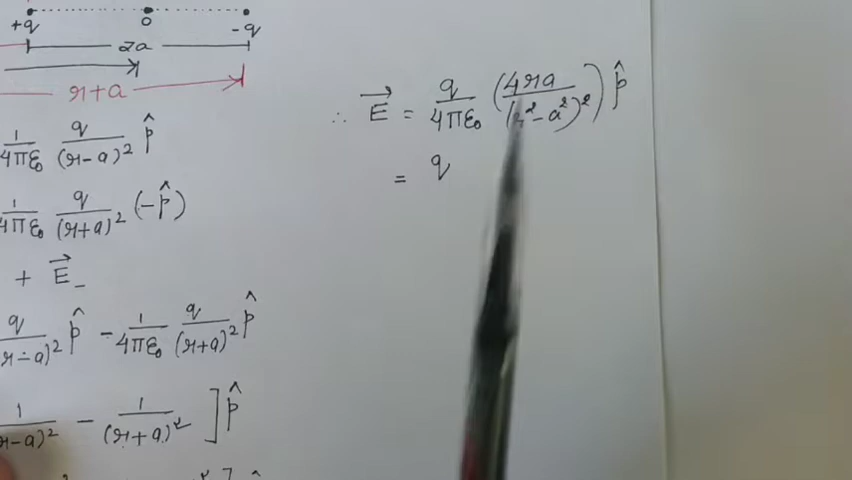 +q 0 -q
2a
r+a
1/4πε₀ q/(r-a)² p̂
1/4πε₀ q/(r+a)² (-p̂)
+ E⃗₋
q/(r-a)² p̂ - 1/4πε₀ q/(r+a)² p̂
1/(r-a)² - 1/(r+a)² ] p̂
∴ E⃗ = q/4πε₀ (4ra/(r²-a²)²) p̂
= q